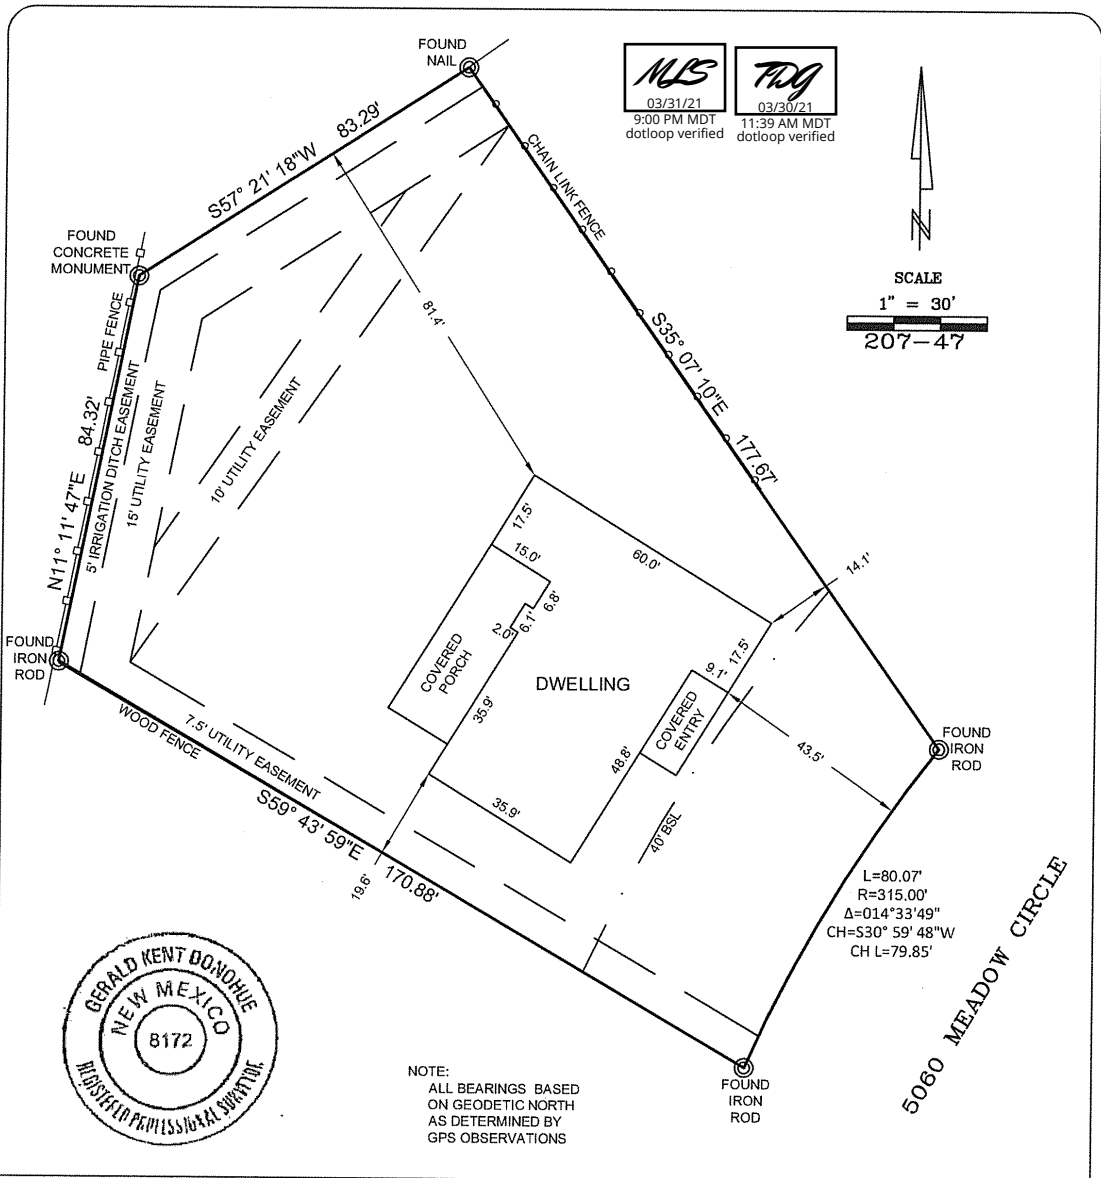 FOUND
NAIL
MLS
03/31/21
9:00 PM MDT
dotloop verified
TDG
03/30/21
11:39 AM MDT
dotloop verified
N
SCALE
1" = 30'
207-47
S57° 21' 18"W 83.29'
CHAIN LINK FENCE
FOUND
CONCRETE
MONUMENT
PIPE FENCE
N11° 11' 47"E 84.32'
5' IRRIGATION DITCH EASEMENT
15' UTILITY EASEMENT
10' UTILITY EASEMENT
81.4'
S35° 07' 10"E 177.67'
17.5'
15.0'
6.8'
6.1'
2.0'
60.0'
14.1'
COVERED
PORCH
35.9'
DWELLING
17.5'
9.1'
COVERED
ENTRY
48.8'
43.5'
35.9'
40' BSL
FOUND
IRON
ROD
WOOD FENCE
7.5' UTILITY EASEMENT
S59° 43' 59"E 170.88'
19.6'
FOUND
IRON
ROD
L=80.07'
R=315.00'
Δ=014°33'49"
CH=S30° 59' 48"W
CH L=79.85'
5060 MEADOW CIRCLE
FOUND
IRON
ROD
GERALD KENT DONOHUE
NEW MEXICO
8172
REGISTERED PROFESSIONAL SURVEYOR
NOTE:
ALL BEARINGS BASED
ON GEODETIC NORTH
AS DETERMINED BY
GPS OBSERVATIONS